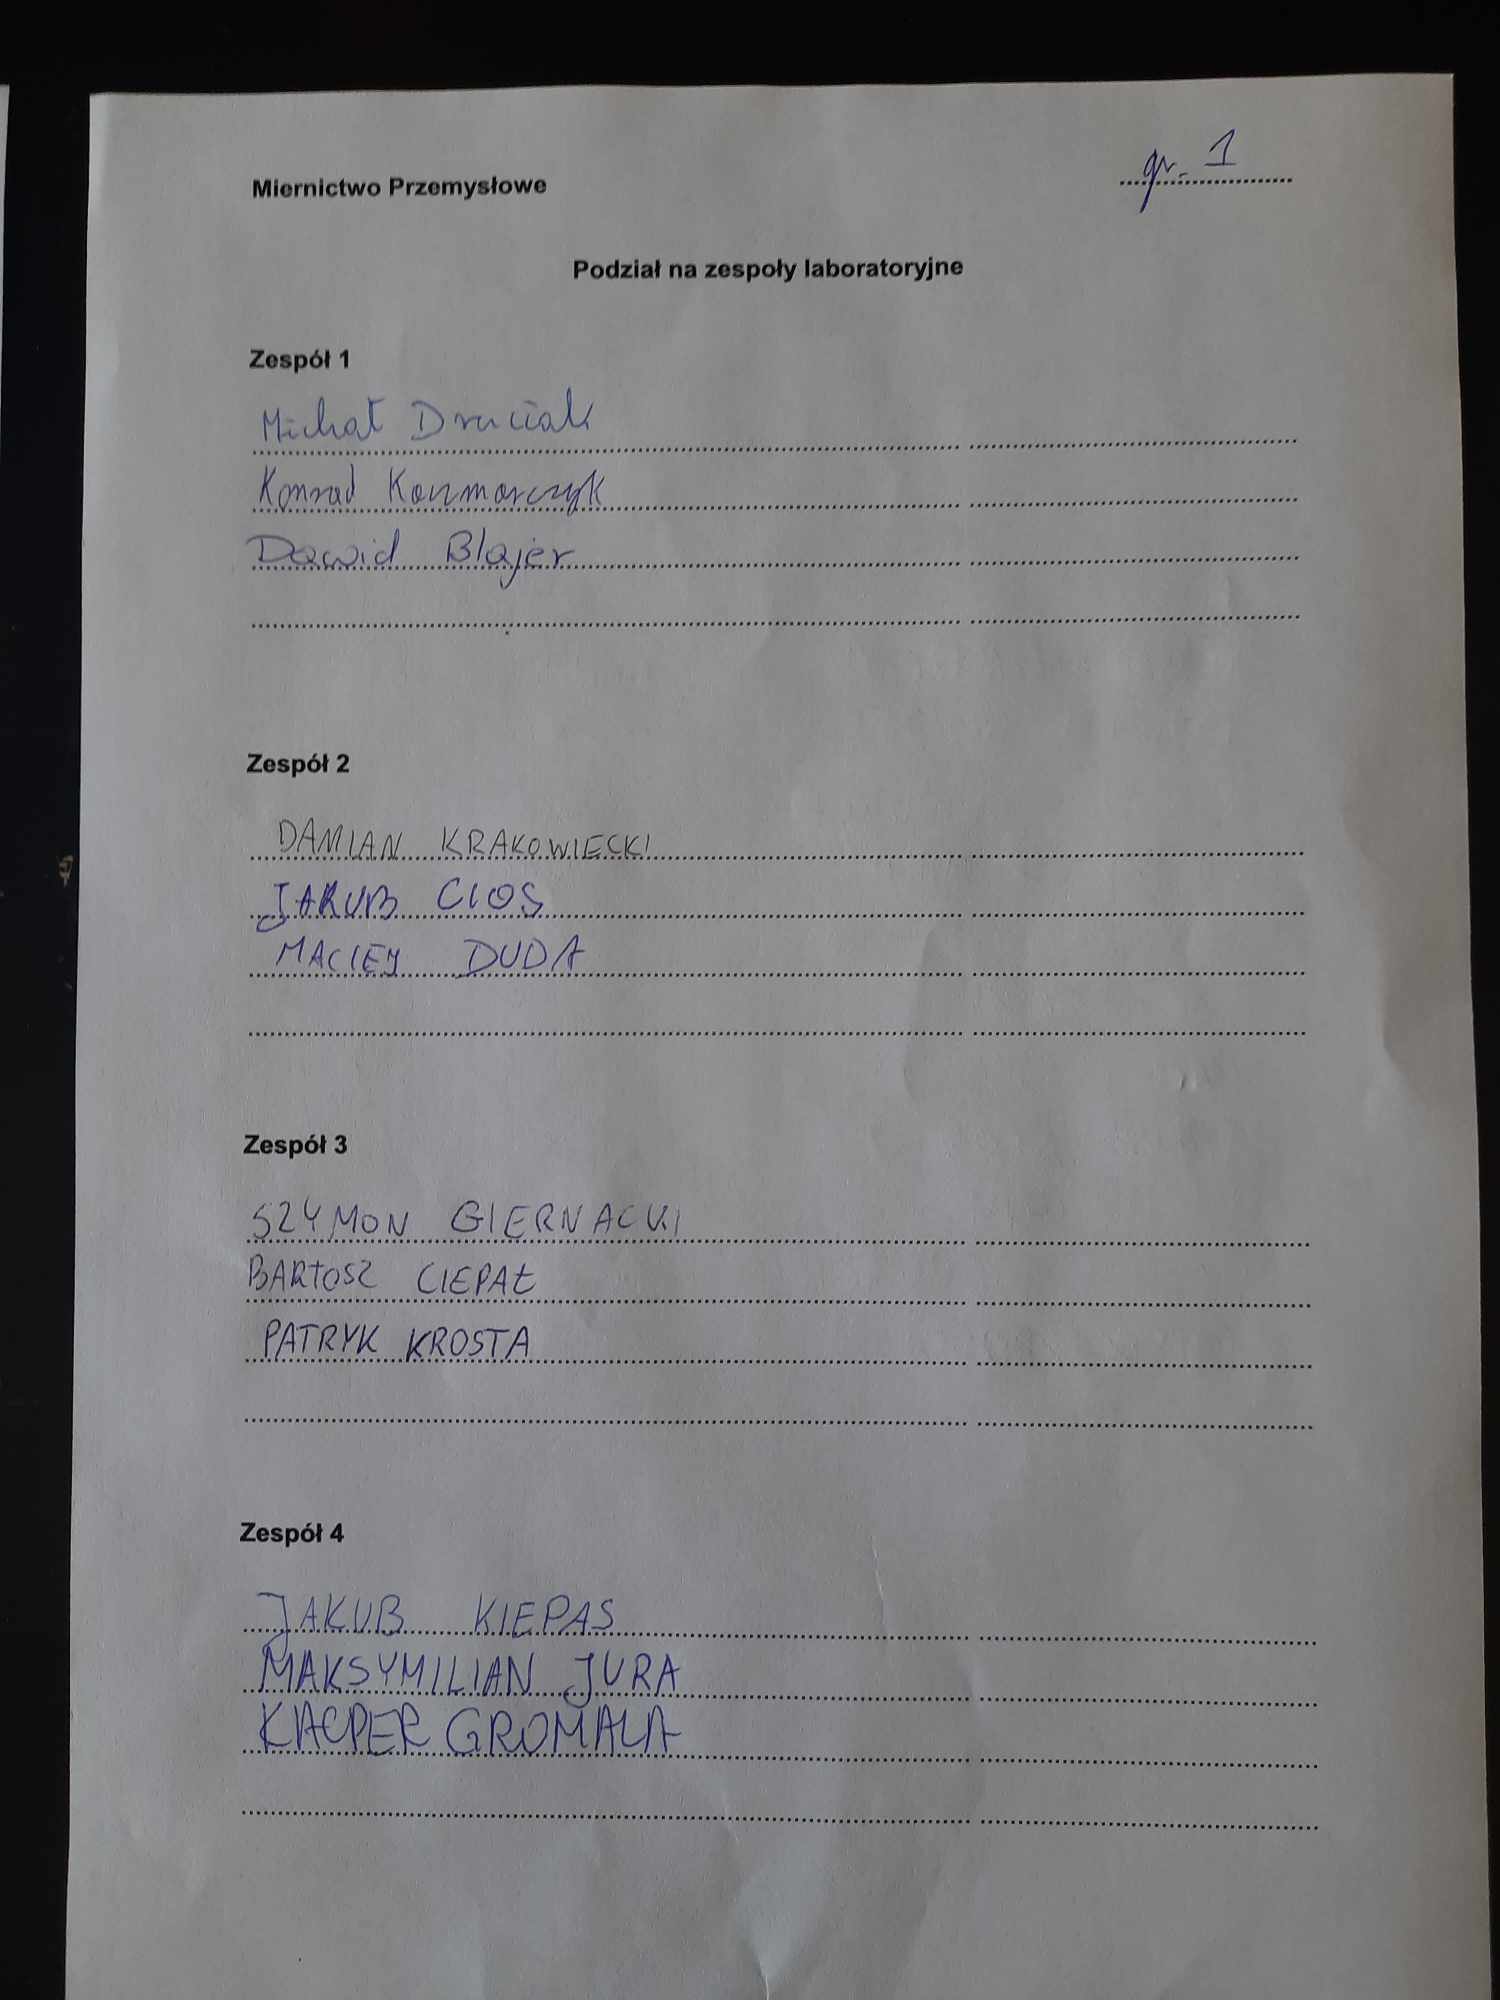 gr. 1
Miernictwo Przemysłowe
Podział na zespoły laboratoryjne
Zespół 1
Michał Druciak
Konrad Kaczmarczyk
Dawid Blajer
Zespół 2
DAMIAN KRAKOWIECKI
JAKUB CIOS
MACIEJ DUDA
Zespół 3
SZYMON GIERNACKI
BARTOSZ CIEPAŁ
PATRYK KROSTA
Zespół 4
JAKUB KIEPAS
MAKSYMILIAN JURA
KACPER GROMALA